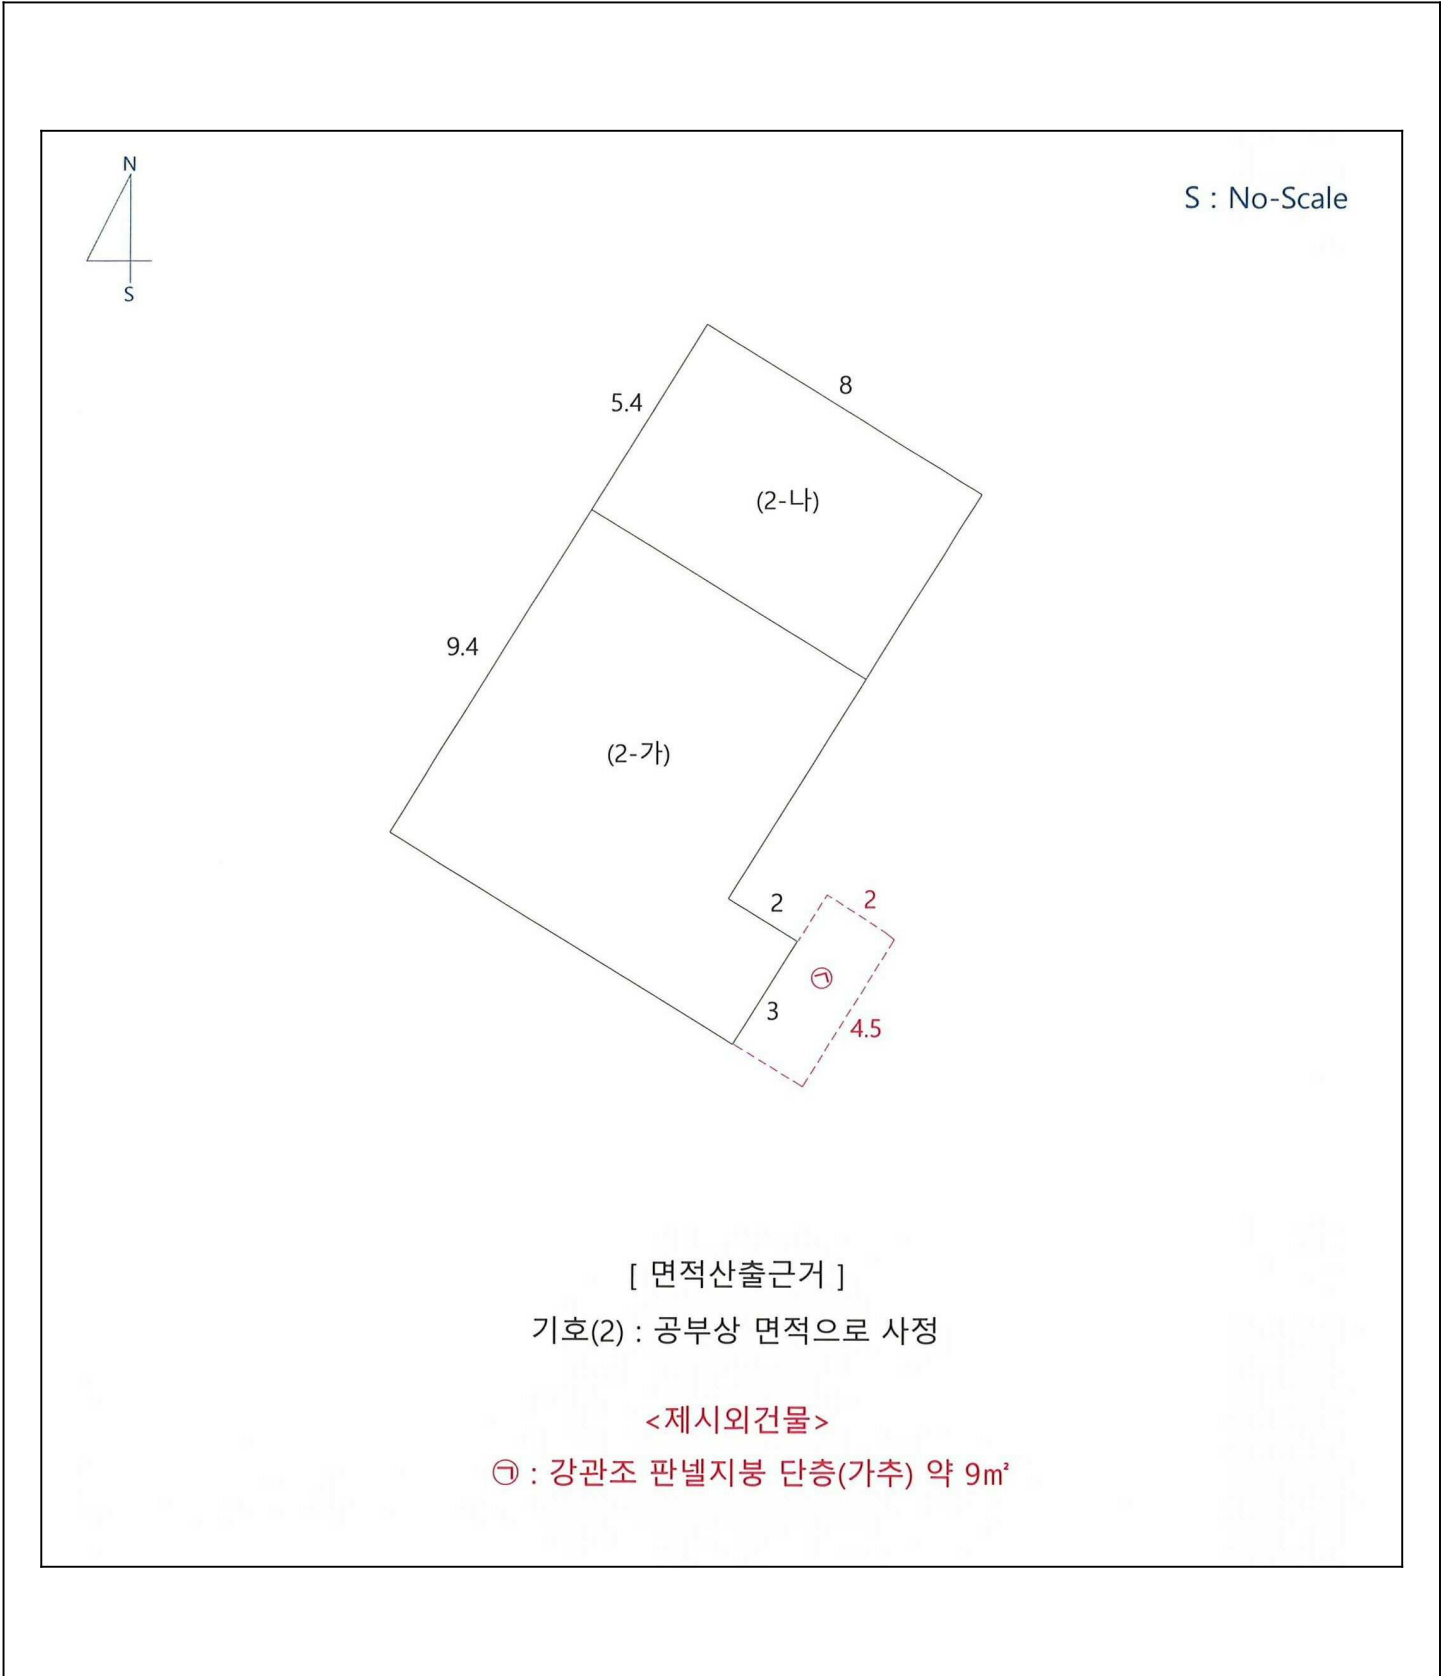 N
S : No-Scale
S
8
5.4
(2-나)
9.4
(2-가)
2
2
㉠
3
4.5
[ 면적산출근거 ]
기호(2) : 공부상 면적으로 사정
<제시외건물>
㉠ : 강관조 판넬지붕 단층(가추) 약 9㎡